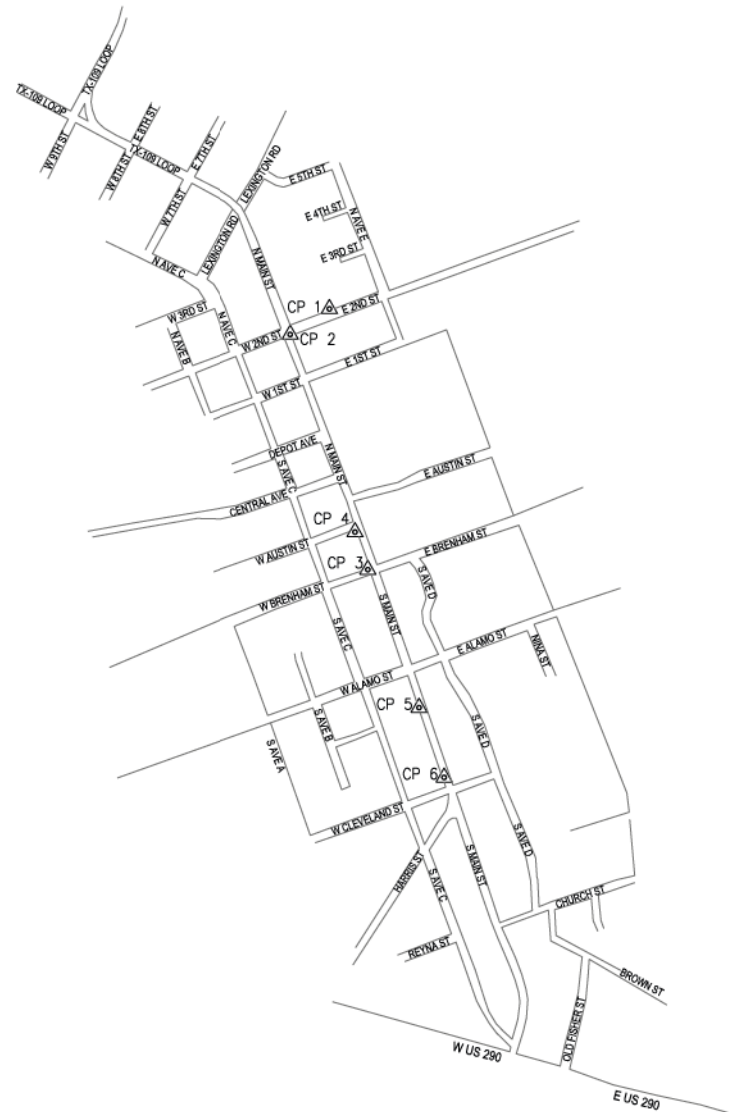 TX-109 LOOP
TX-109 LOOP
E 8TH ST
W 9TH ST
W 8TH ST
TX-109 LOOP
E 7TH ST
W 7TH ST
LEXINGTON RD
E 5TH ST
E 4TH ST
N AVE E
E 3RD ST
LEXINGTON RD
N MAIN ST
N AVE C
CP 1
E 2ND ST
W 3RD ST
N AVE B
N AVE C
W 2ND ST
CP 2
E 1ST ST
W 1ST ST
DEPOT AVE
N MAIN ST
S AVE C
E AUSTIN ST
CENTRAL AVE
CP 4
W AUSTIN ST
E BRENHAM ST
CP 3
W BRENHAM ST
S AVE D
S AVE C
S MAIN ST
E ALAMO ST
NINA ST
W ALAMO ST
CP 5
S AVE B
S AVE D
S AVE A
CP 6
W CLEVELAND ST
S AVE D
HARRIS ST
S AVE C
S MAIN ST
CHURCH ST
REYNA ST
BROWN ST
OLD FISHER ST
W US 290
E US 290